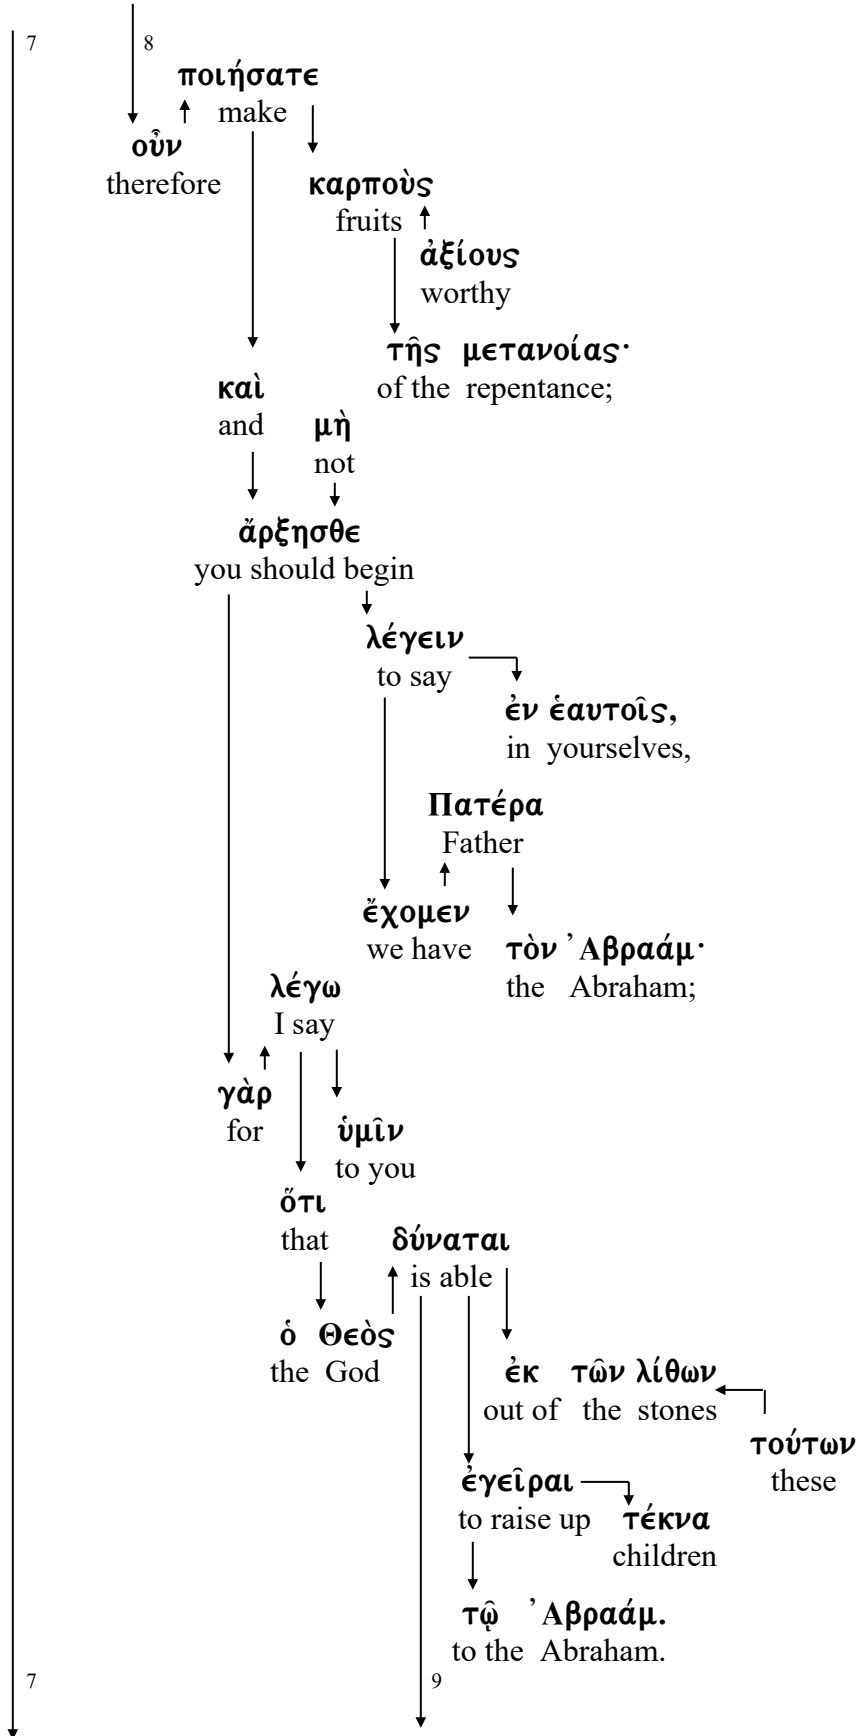 7 8
ποιήσατε
make
οὖν
therefore
καρποὺς
fruits
ἀξίους
worthy
τῆς μετανοίας·
of the repentance;
καὶ
and
μὴ
not
ἄρξησθε
you should begin
λέγειν
to say
ἐν ἑαυτοῖς,
in yourselves,
Πατέρα
Father
ἔχομεν
we have
τὸν Ἀβραάμ·
the Abraham;
λέγω
I say
γὰρ
for
ὑμῖν
to you
ὅτι
that
δύναται
is able
ὁ Θεὸς
the God
ἐκ τῶν λίθων
out of the stones
τούτων
these
ἐγεῖραι
to raise up
τέκνα
children
τῷ Ἀβραάμ.
to the Abraham.
7 9